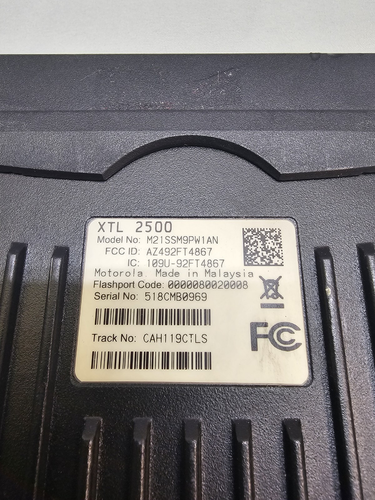 XTL 2500
Model No: M21SSM9PW1AN
FCC ID: AZ492FT4867
IC: 109U-92FT4867
Motorola Made in Malaysia
Flashport Code: 0000080020008
Serial No: 518CMB0969
Track No: CAH119CTLS
FC